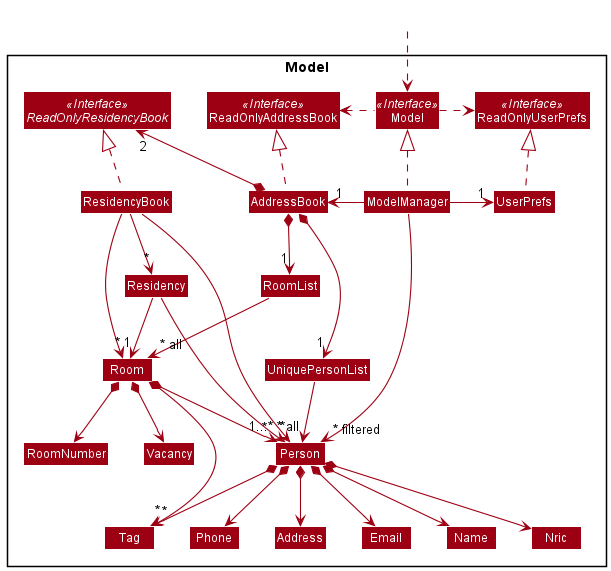 Model
«Interface»
ReadOnlyResidencyBook
«Interface»
ReadOnlyAddressBook
«Interface»
Model
«Interface»
ReadOnlyUserPrefs
2
ResidencyBook
AddressBook
1
ModelManager
1
UserPrefs
*
1
Residency
RoomList
* 1
* all
1
Room
UniquePersonList
1..* * *all
* filtered
RoomNumber
Vacancy
Person
**
Tag
Phone
Address
Email
Name
Nric